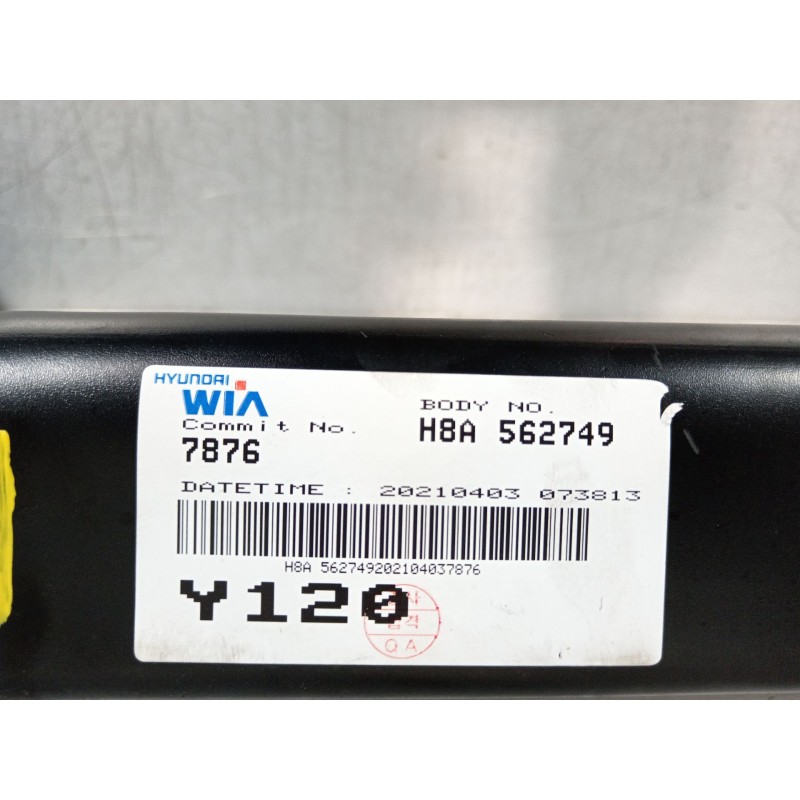 HYUNDAI
WIA
Commit No.
BODY NO.
7876
H8A 562749
DATETIME : 20210403 073813
H8A 562749202104037876
Y120
QA